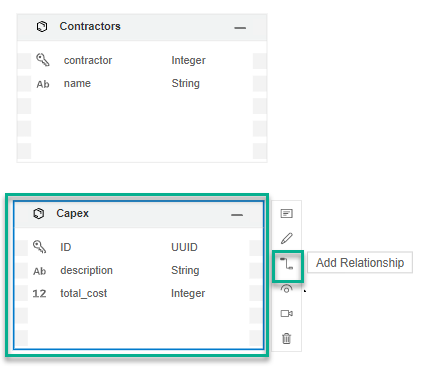 Contractors
contractor Integer
Ab name String
Capex
ID UUID
Ab description String
12 total_cost Integer
Add Relationship